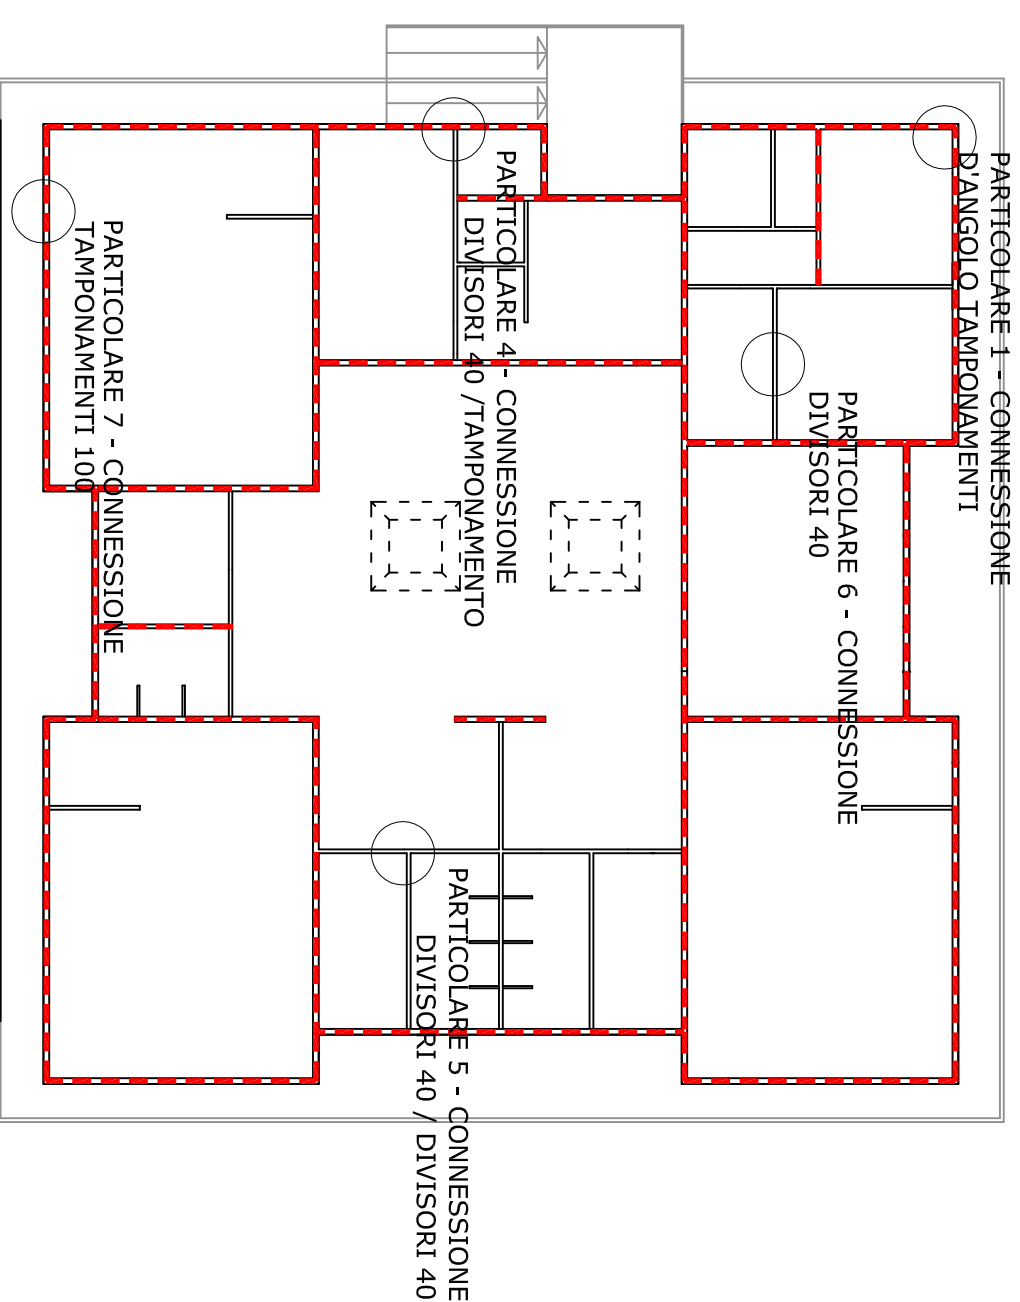 PARTICOLARE 1 - CONNESSIONE
D'ANGOLO TAMPONAMENTI
PARTICOLARE 6 - CONNESSIONE
DIVISORI 40
PARTICOLARE 4 - CONNESSIONE
DIVISORI 40 /TAMPONAMENTO
PARTICOLARE 5 - CONNESSIONE
DIVISORI 40 / DIVISORI 40
PARTICOLARE 7 - CONNESSIONE
TAMPONAMENTI 100